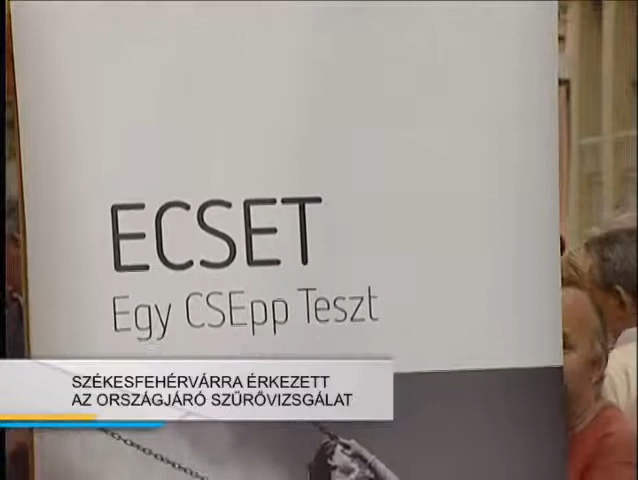 ECSET
Egy CSEpp Teszt
SZÉKESFEHÉRVÁRRA ÉRKEZETT
AZ ORSZÁGJÁRÓ SZŰRŐVIZSGÁLAT